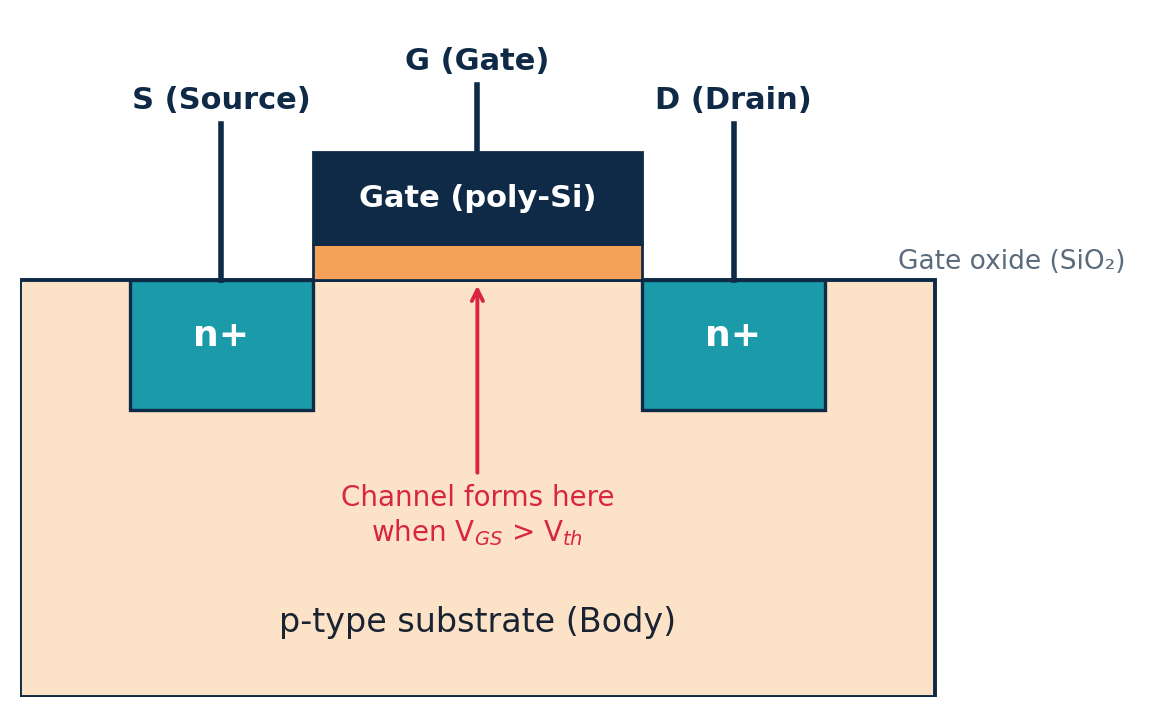 G (Gate)
S (Source)
D (Drain)
Gate (poly-Si)
Gate oxide (SiO₂)
n+
n+
Channel forms here
when V_GS > V_th
p-type substrate (Body)